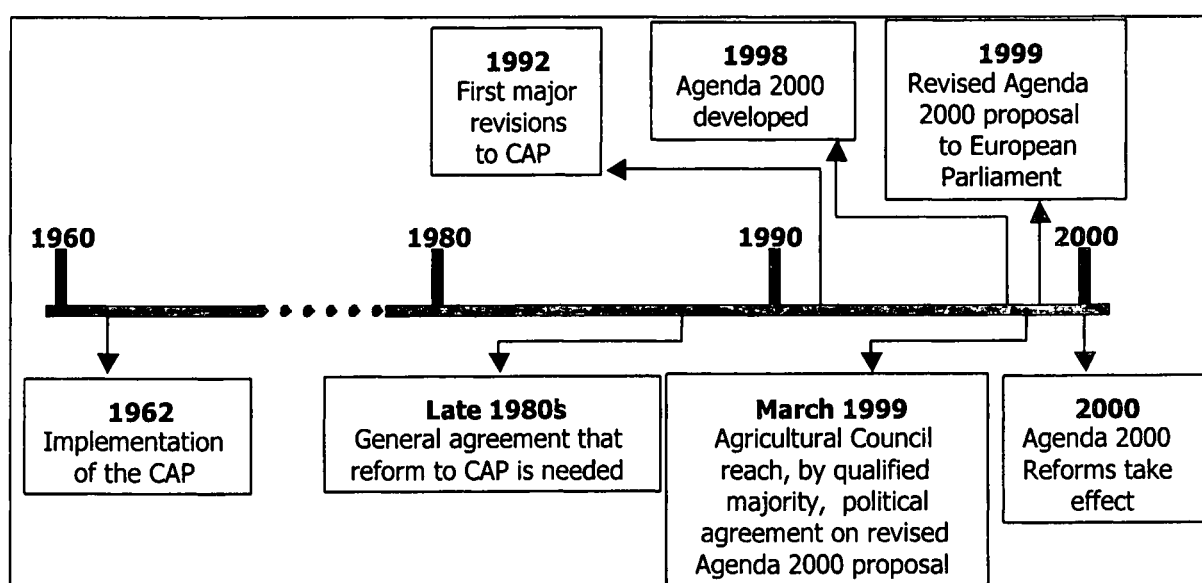 1992
First major
revisions
to CAP
1998
Agenda 2000
developed
1999
Revised Agenda
2000 proposal
to European
Parliament
1960
1980
1990
2000
1962
Implementation
of the CAP
Late 1980's
General agreement that
reform to CAP is needed
March 1999
Agricultural Council
reach, by qualified
majority, political
agreement on revised
Agenda 2000 proposal
2000
Agenda 2000
Reforms take
effect